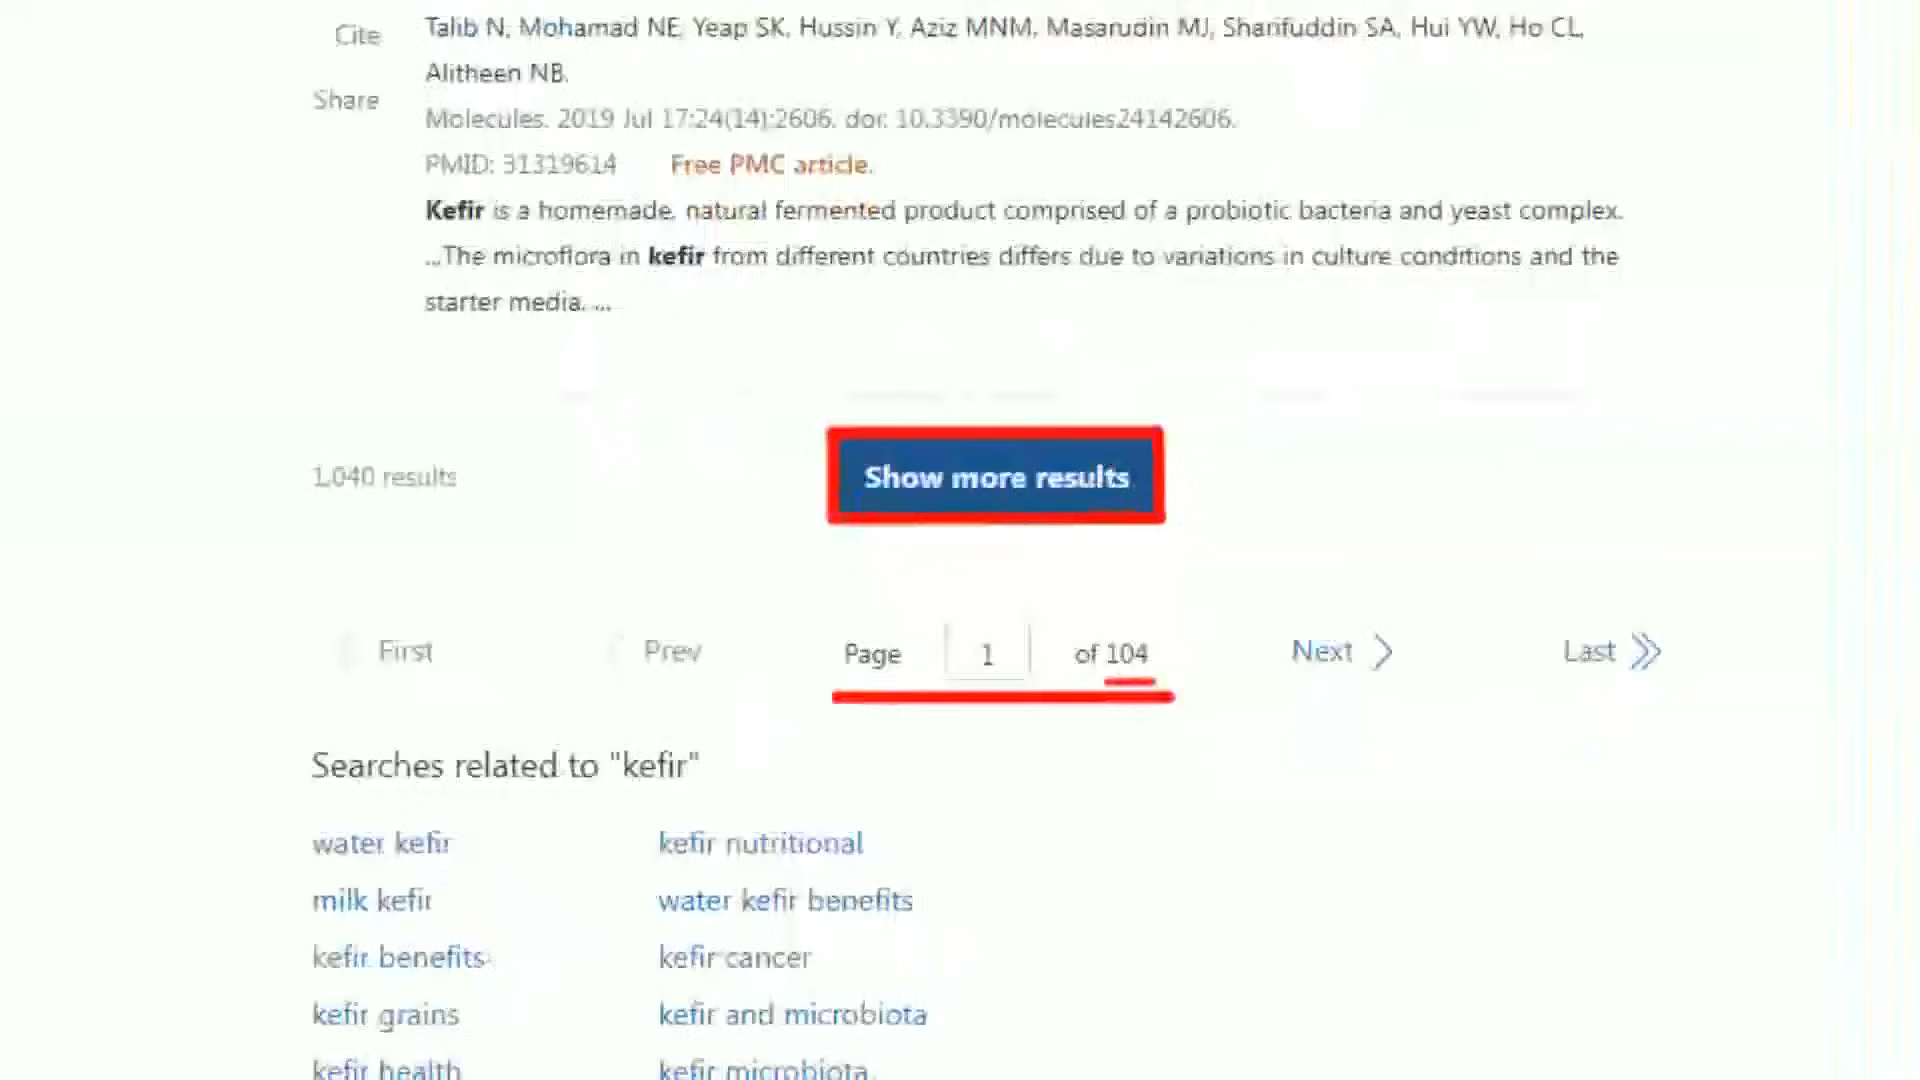 Cite
Talib N, Mohamad NE, Yeap SK, Hussin Y, Aziz MNM, Masarudin MJ, Sharifuddin SA, Hui YW, Ho CL,
Alitheen NB.
Share
Molecules. 2019 Jul 17;24(14):2606. doi: 10.3390/molecules24142606.
PMID: 31319614 Free PMC article.
Kefir is a homemade, natural fermented product comprised of a probiotic bacteria and yeast complex.
...The microflora in kefir from different countries differs due to variations in culture conditions and the
starter media. ...
1,040 results
Show more results
First Prev Page 1 of 104 Next Last
Searches related to "kefir"
water kefir kefir nutritional
milk kefir water kefir benefits
kefir benefits kefir cancer
kefir grains kefir and microbiota
kefir health kefir microbiota